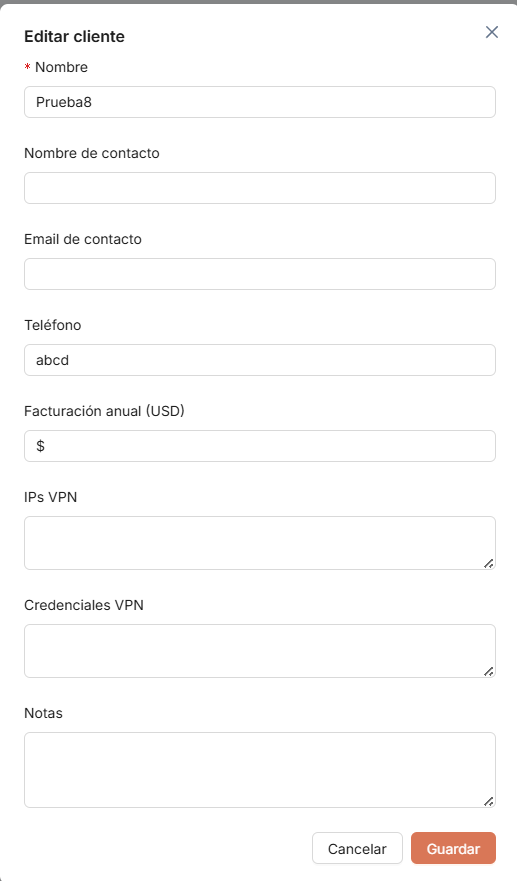 Editar cliente
* Nombre
Prueba8
Nombre de contacto
Email de contacto
Teléfono
abcd
Facturación anual (USD)
$
IPs VPN
Credenciales VPN
Notas
Cancelar
Guardar